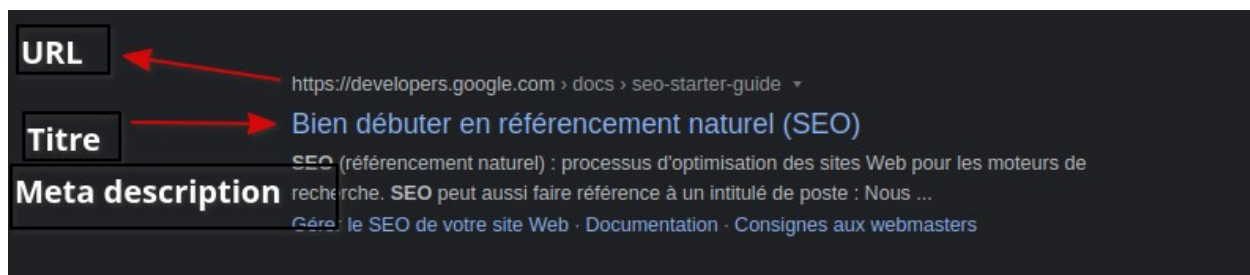 URL
https://developers.google.com › docs › seo-starter-guide
Titre
Bien débuter en référencement naturel (SEO)
Meta description
SEO (référencement naturel) : processus d'optimisation des sites Web pour les moteurs de
recherche. SEO peut aussi faire référence à un intitulé de poste : Nous ...
Gérer le SEO de votre site Web · Documentation · Consignes aux webmasters